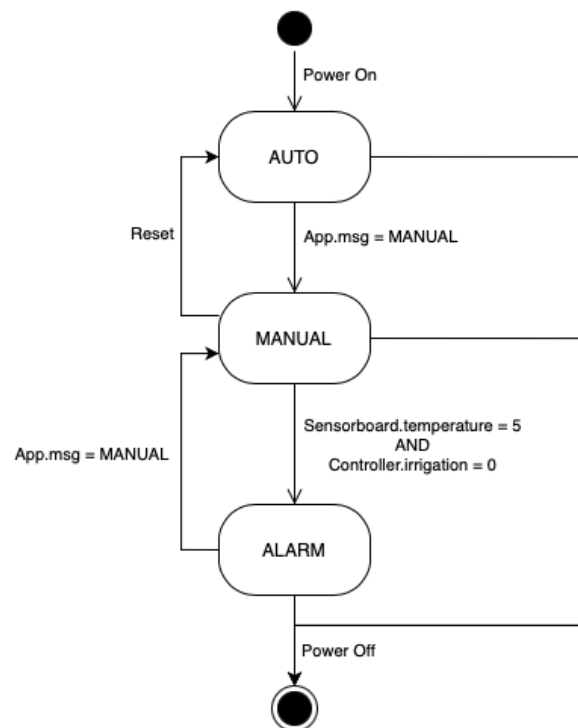 Power On
AUTO
Reset
App.msg = MANUAL
MANUAL
Sensorboard.temperature = 5
AND
Controller.irrigation = 0
App.msg = MANUAL
ALARM
Power Off